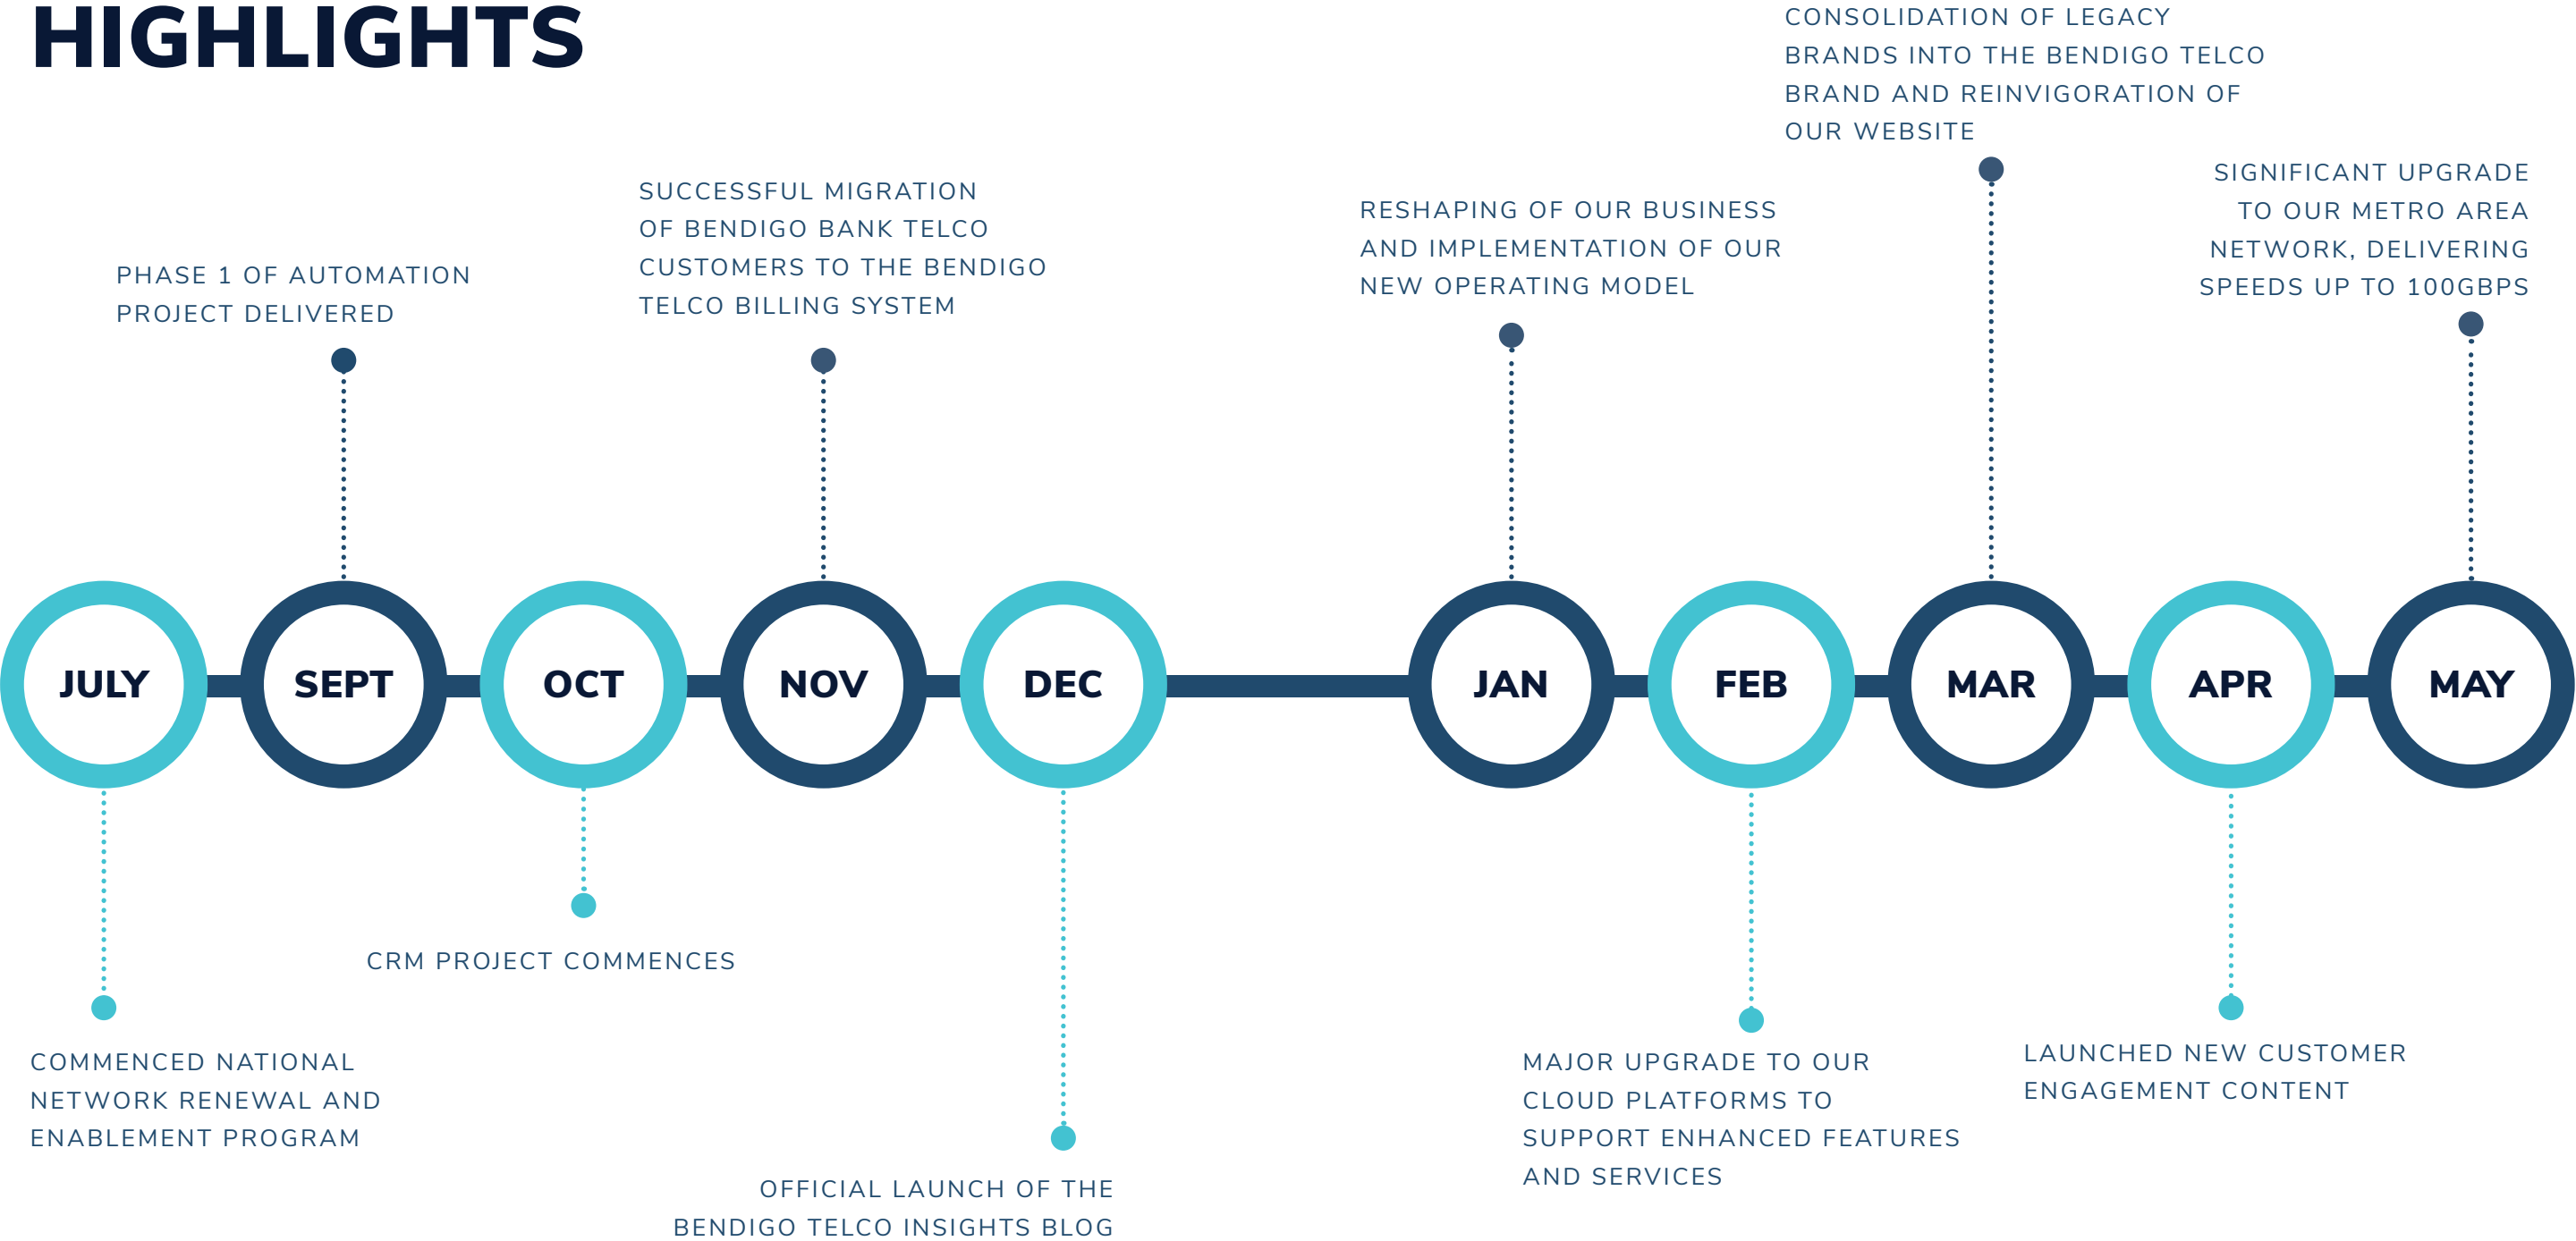 HIGHLIGHTS
CONSOLIDATION OF LEGACY
BRANDS INTO THE BENDIGO TELCO
BRAND AND REINVIGORATION OF
OUR WEBSITE
SIGNIFICANT UPGRADE
TO OUR METRO AREA
NETWORK, DELIVERING
SPEEDS UP TO 100GBPS
SUCCESSFUL MIGRATION
OF BENDIGO BANK TELCO
CUSTOMERS TO THE BENDIGO
TELCO BILLING SYSTEM
RESHAPING OF OUR BUSINESS
AND IMPLEMENTATION OF OUR
NEW OPERATING MODEL
PHASE 1 OF AUTOMATION
PROJECT DELIVERED
JULY
SEPT
OCT
NOV
DEC
JAN
FEB
MAR
APR
MAY
CRM PROJECT COMMENCES
COMMENCED NATIONAL
NETWORK RENEWAL AND
ENABLEMENT PROGRAM
OFFICIAL LAUNCH OF THE
BENDIGO TELCO INSIGHTS BLOG
MAJOR UPGRADE TO OUR
CLOUD PLATFORMS TO
SUPPORT ENHANCED FEATURES
AND SERVICES
LAUNCHED NEW CUSTOMER
ENGAGEMENT CONTENT